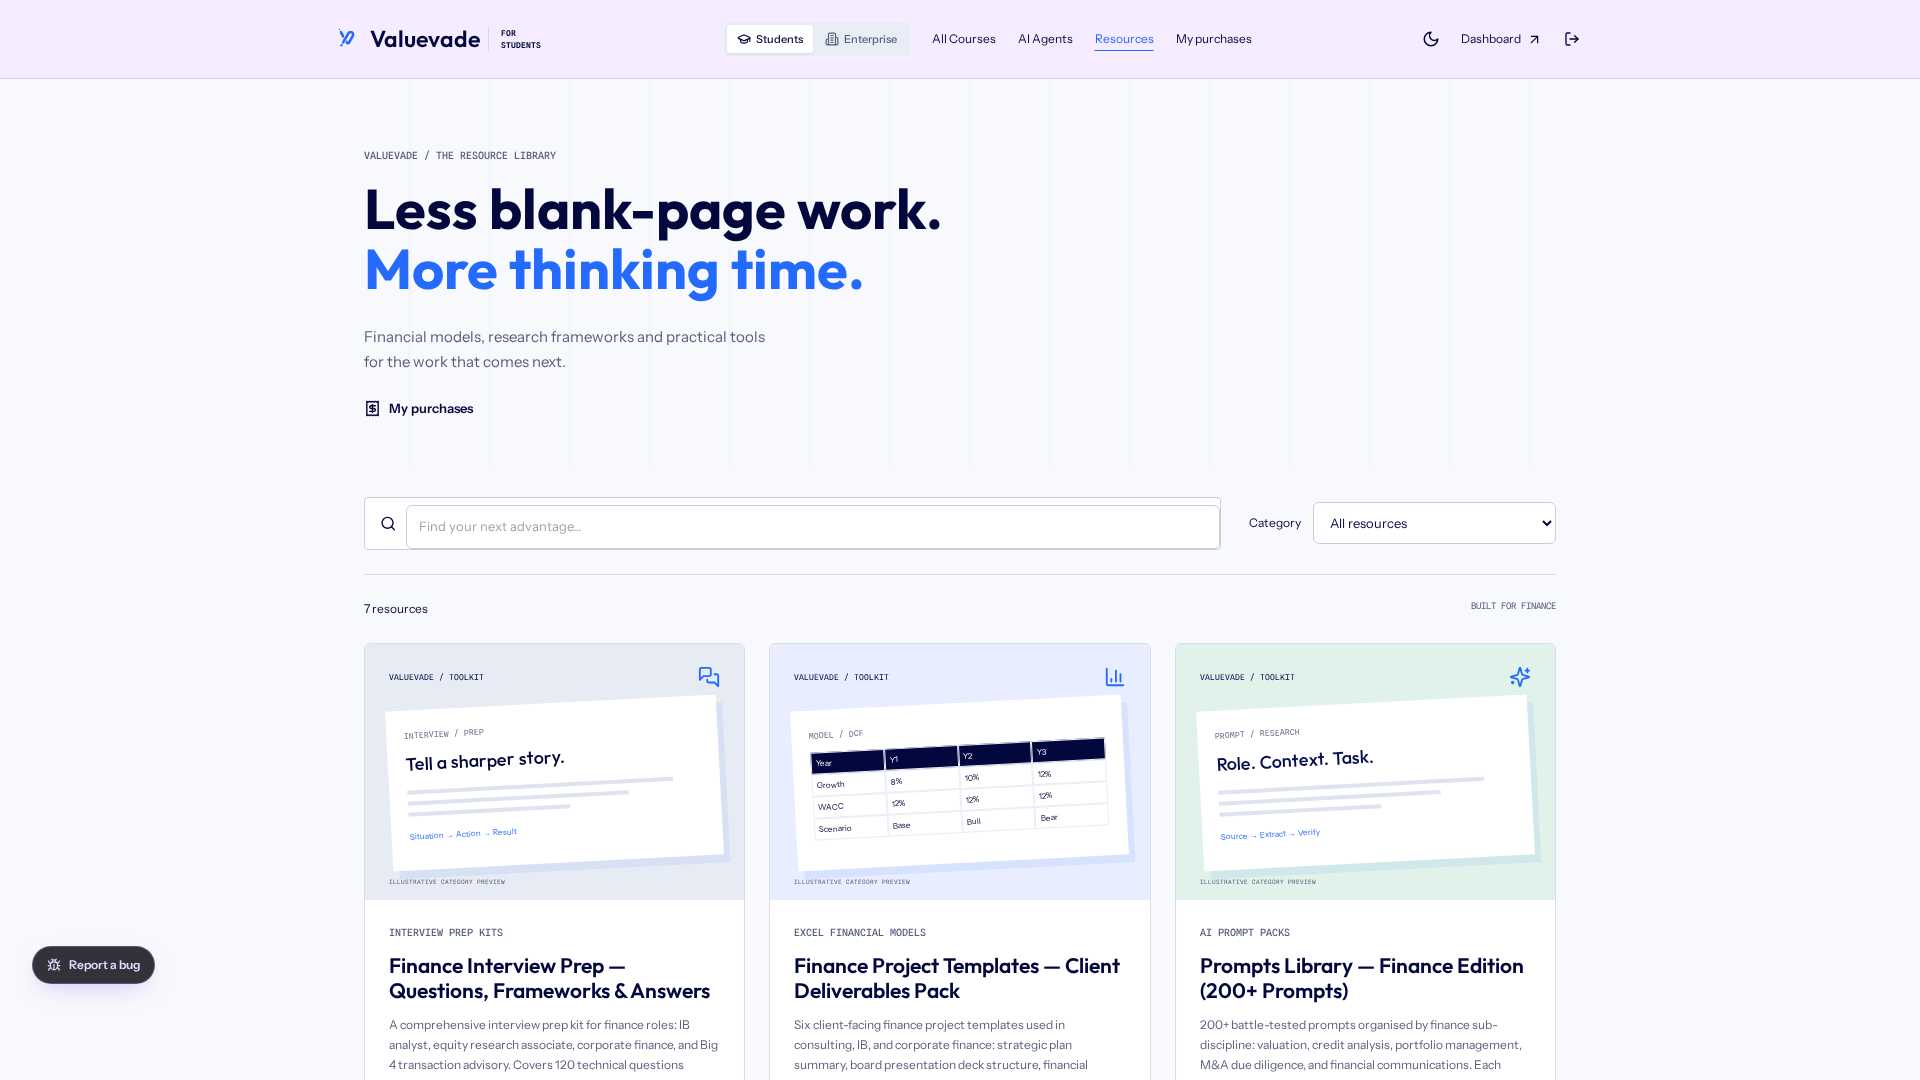 Valuevade
FOR
STUDENTS
Students
Enterprise
All Courses
AI Agents
Resources
My purchases
Dashboard
VALUEVADE / THE RESOURCE LIBRARY
Less blank-page work.
More thinking time.
Financial models, research frameworks and practical tools
for the work that comes next.
My purchases
Find your next advantage…
Category
All resources
7 resources
BUILT FOR FINANCE
VALUEVADE / TOOLKIT
INTERVIEW / PREP
Tell a sharper story.
Situation → Action → Result
ILLUSTRATIVE CATEGORY PREVIEW
INTERVIEW PREP KITS
Finance Interview Prep —
Questions, Frameworks & Answers
A comprehensive interview prep kit for finance roles: IB
analyst, equity research associate, corporate finance, and Big
4 transaction advisory. Covers 120 technical questions
VALUEVADE / TOOLKIT
MODEL / DCF
Year Y1 Y2 Y3
Growth 8% 10% 12%
WACC 12% 12% 12%
Scenario Base Bull Bear
ILLUSTRATIVE CATEGORY PREVIEW
EXCEL FINANCIAL MODELS
Finance Project Templates — Client
Deliverables Pack
Six client-facing finance project templates used in
consulting, IB, and corporate finance: strategic plan
summary, board presentation deck structure, financial
VALUEVADE / TOOLKIT
PROMPT / RESEARCH
Role. Context. Task.
Source → Extract → Verify
ILLUSTRATIVE CATEGORY PREVIEW
AI PROMPT PACKS
Prompts Library — Finance Edition
(200+ Prompts)
200+ battle-tested prompts organised by finance sub-
discipline: valuation, credit analysis, portfolio management,
M&A due diligence, and financial communications. Each
Report a bug